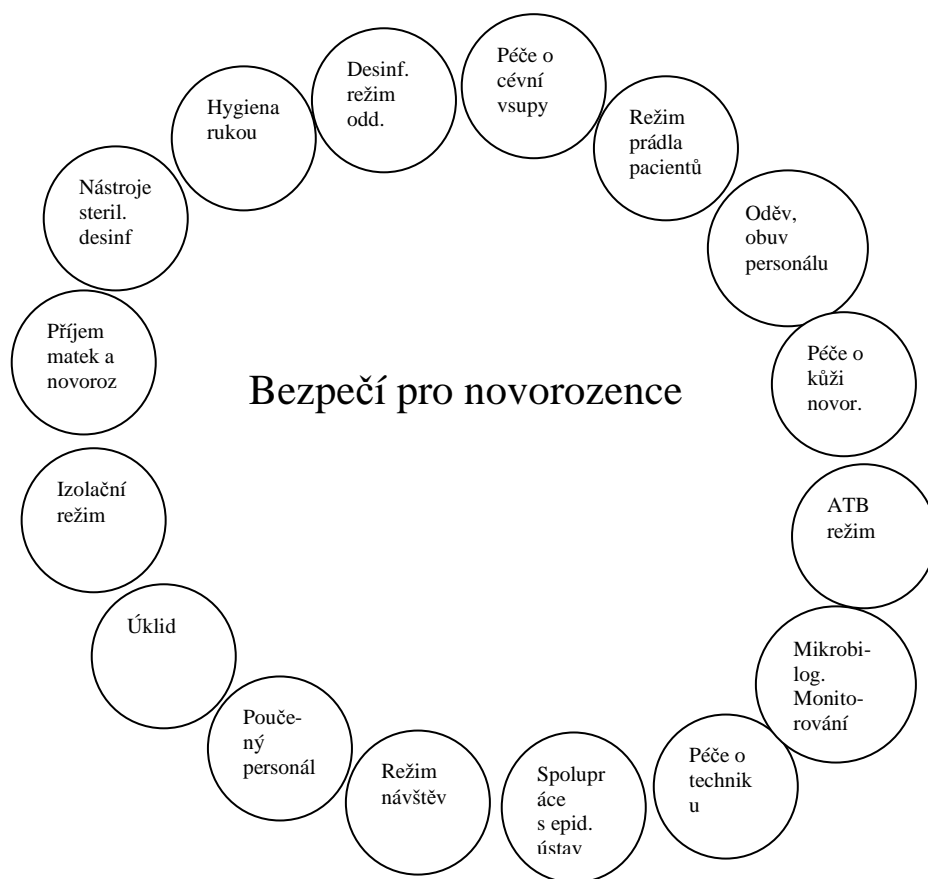 Desinf.
režim
odd.
Péče o
cévní
vsupy
Režim
prádla
pacientů
Oděv,
obuv
personálu
Péče o
kůži
novor.
ATB
režim
Mikrobi-
log.
Monito-
rování
Péče o
technik
u
Spolupr
áce
s epid.
ústav
Režim
návštěv
Pouče-
ný
personál
Úklid
Izolační
režim
Příjem
matek a
novoroz
Nástroje
steril.
desinf
Hygiena
rukou
Bezpečí pro novorozence